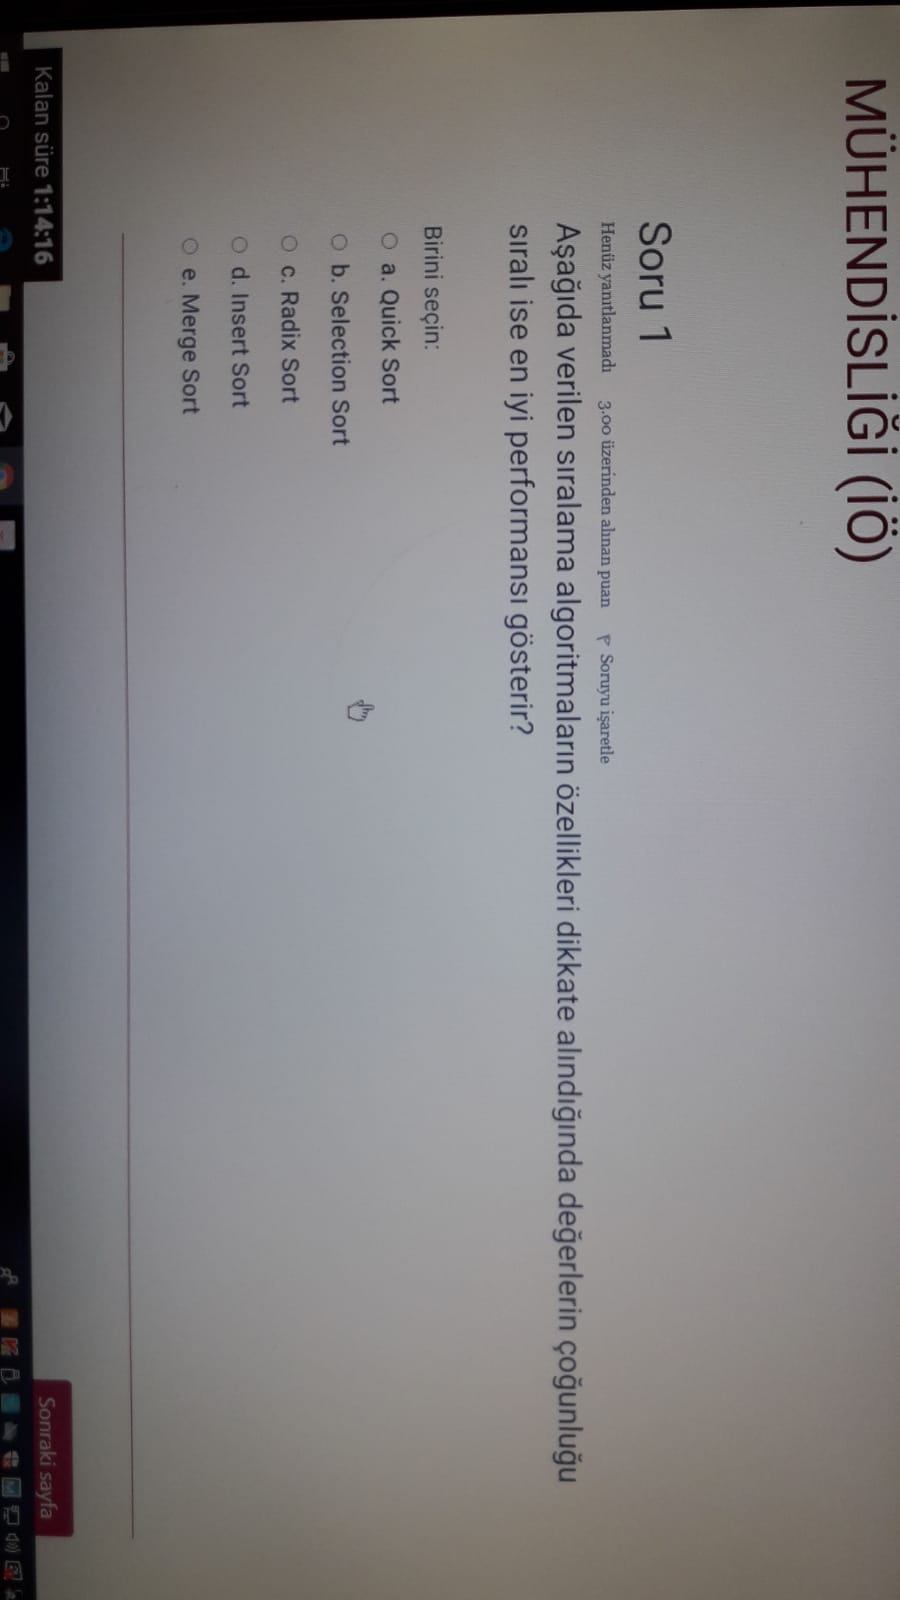 MÜHENDİSLİĞİ (İÖ)
Soru 1
Henüz yanıtlanmadı 3.00 üzerinden alınan puan Soruyu işaretle
Aşağıda verilen sıralama algoritmaların özellikleri dikkate alındığında değerlerin çoğunluğu
sıralı ise en iyi performansı gösterir?
Birini seçin:
a. Quick Sort
b. Selection Sort
c. Radix Sort
d. Insert Sort
e. Merge Sort
Sonraki sayfa
Kalan süre 1:14:16